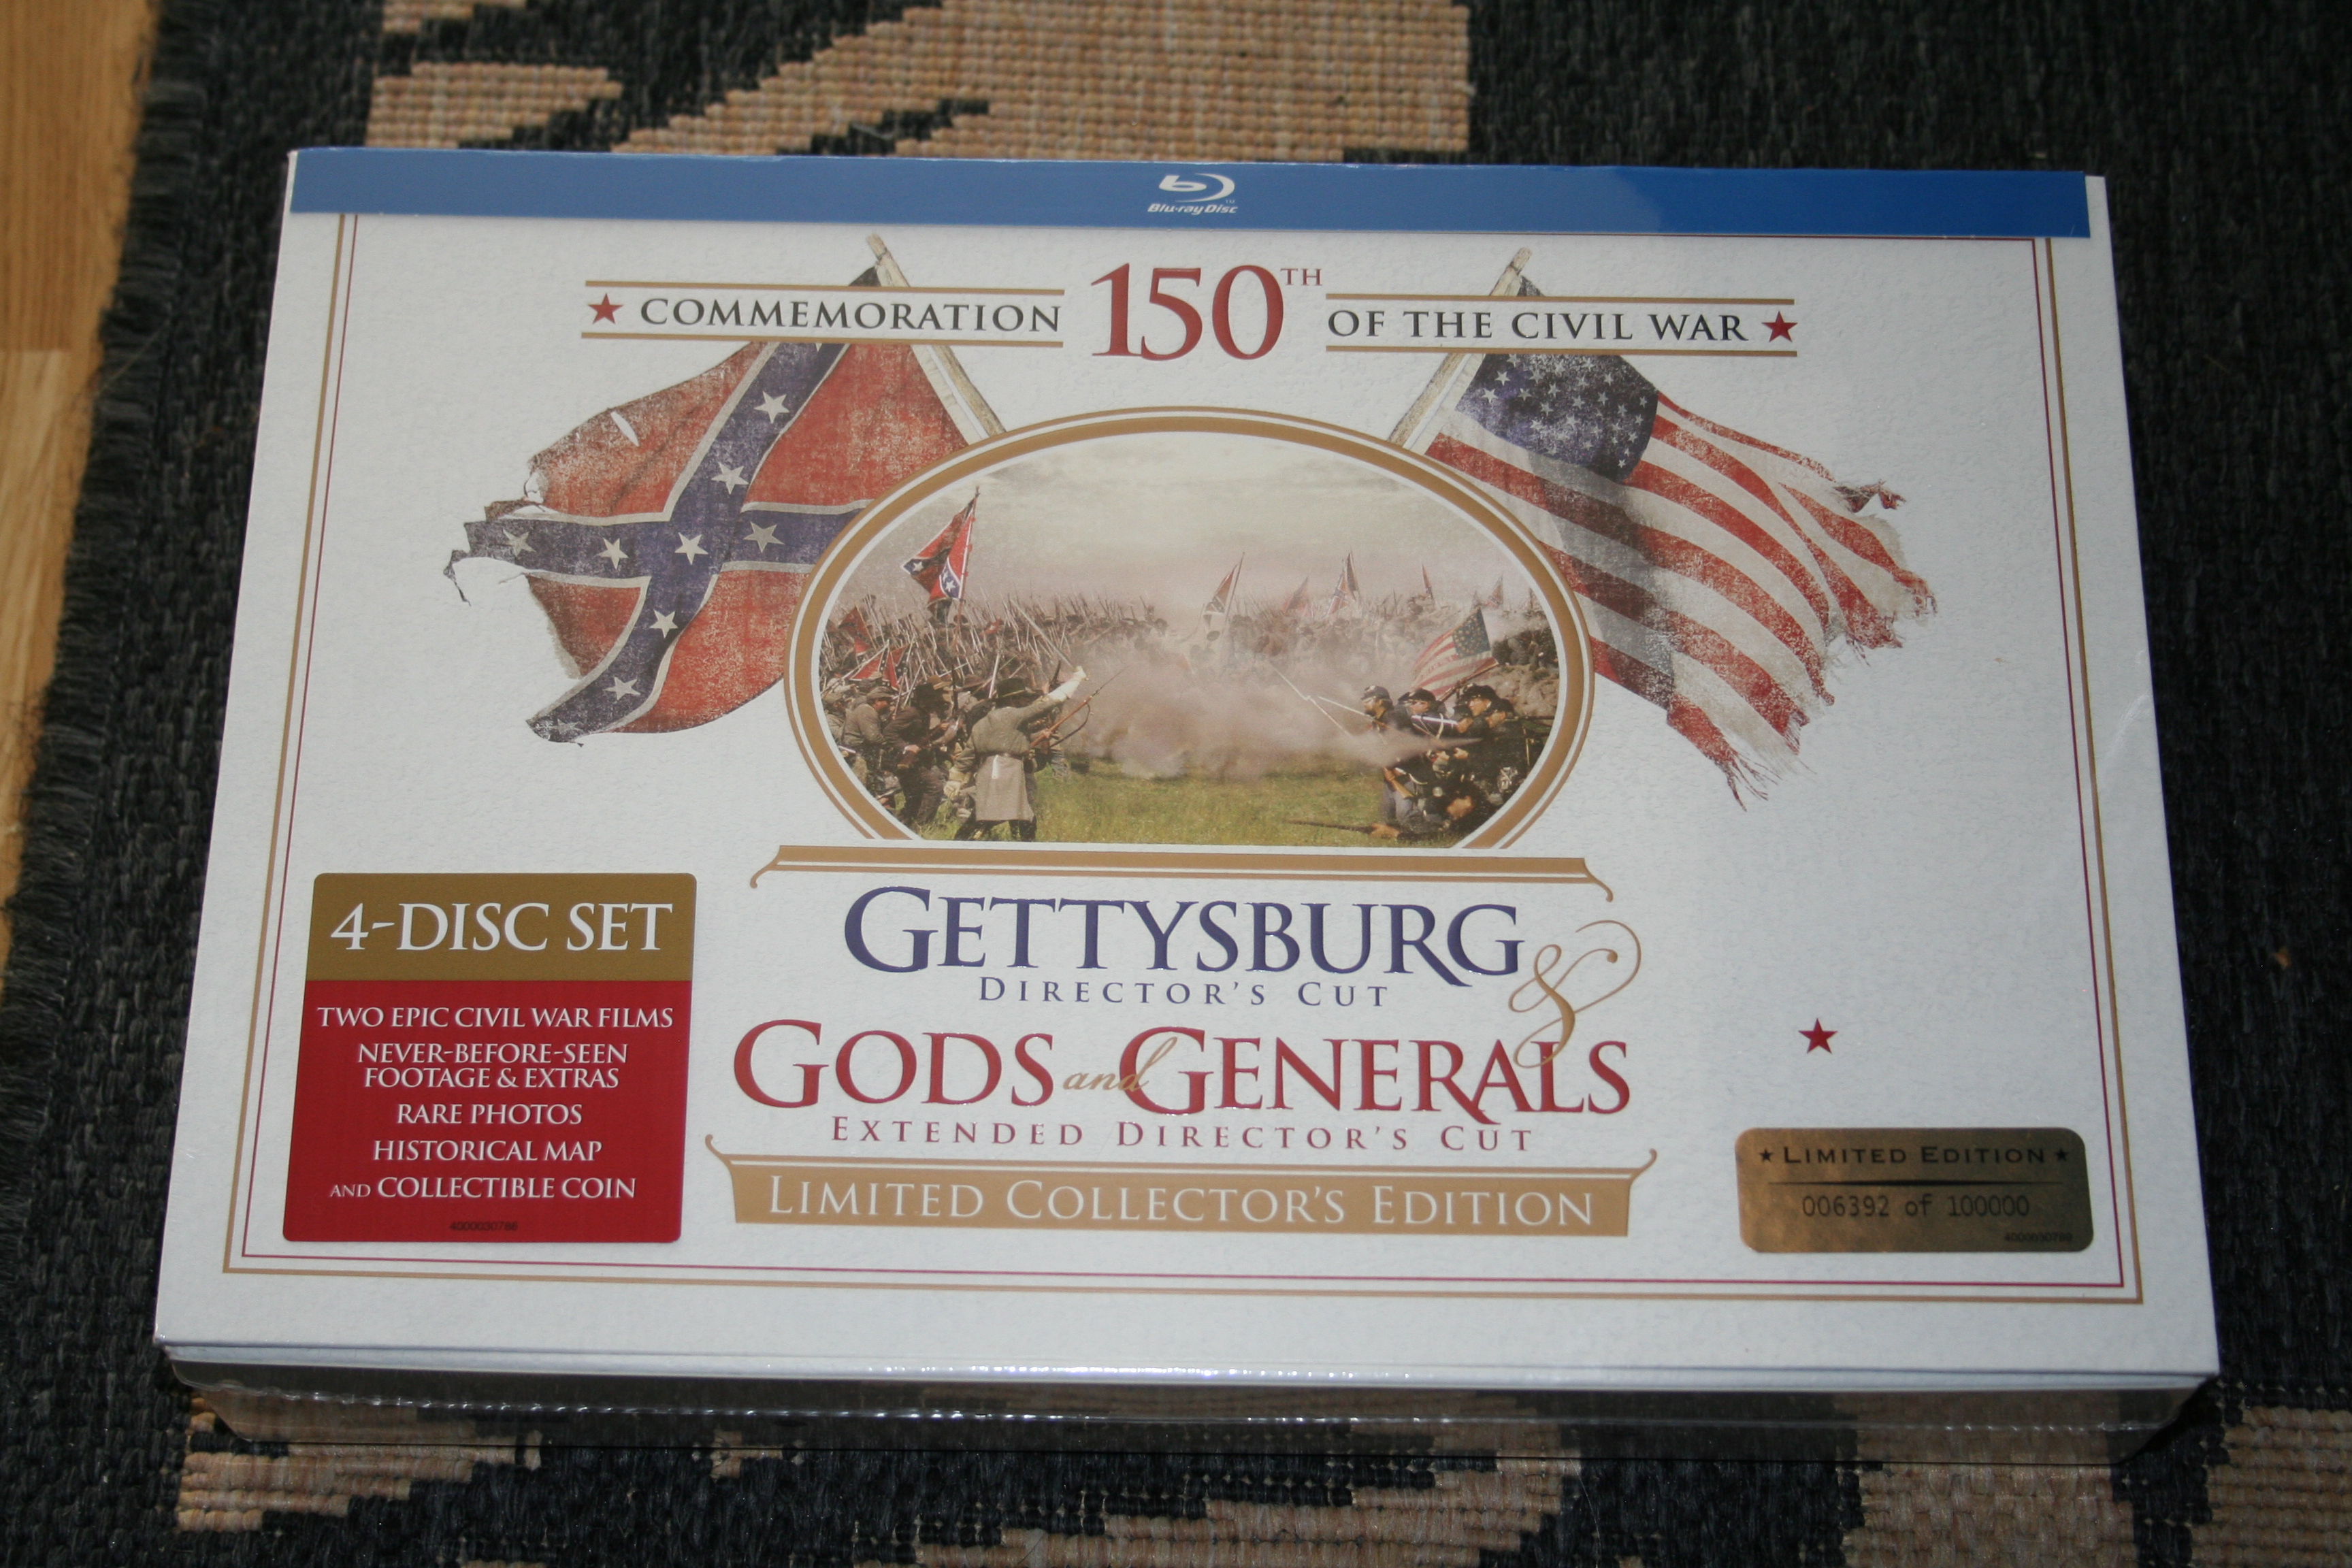 Blu-ray Disc
COMMEMORATION 150TH OF THE CIVIL WAR
GETTYSBURG
DIRECTOR'S CUT
&
GODS and GENERALS
EXTENDED DIRECTOR'S CUT
LIMITED COLLECTOR'S EDITION
4-DISC SET
TWO EPIC CIVIL WAR FILMS
NEVER-BEFORE-SEEN
FOOTAGE & EXTRAS
RARE PHOTOS
HISTORICAL MAP
AND COLLECTIBLE COIN
4000030786
LIMITED EDITION
006392 of 100000